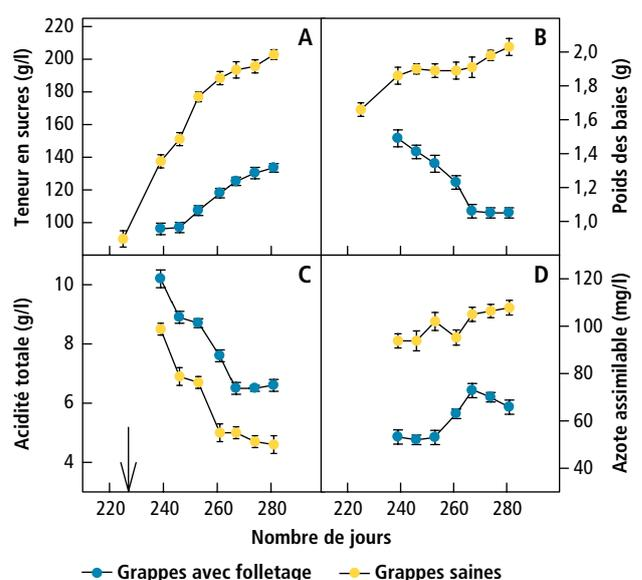 A
B
C
D
Teneur en sucres (g/l)
220
200
180
160
140
120
100
Poids des baies (g)
2,0
1,8
1,6
1,4
1,2
1,0
Acidité totale (g/l)
10
8
6
4
Azote assimilable (mg/l)
120
100
80
60
40
220 240 260 280 220 240 260 280
Nombre de jours
Grappes avec folletage Grappes saines